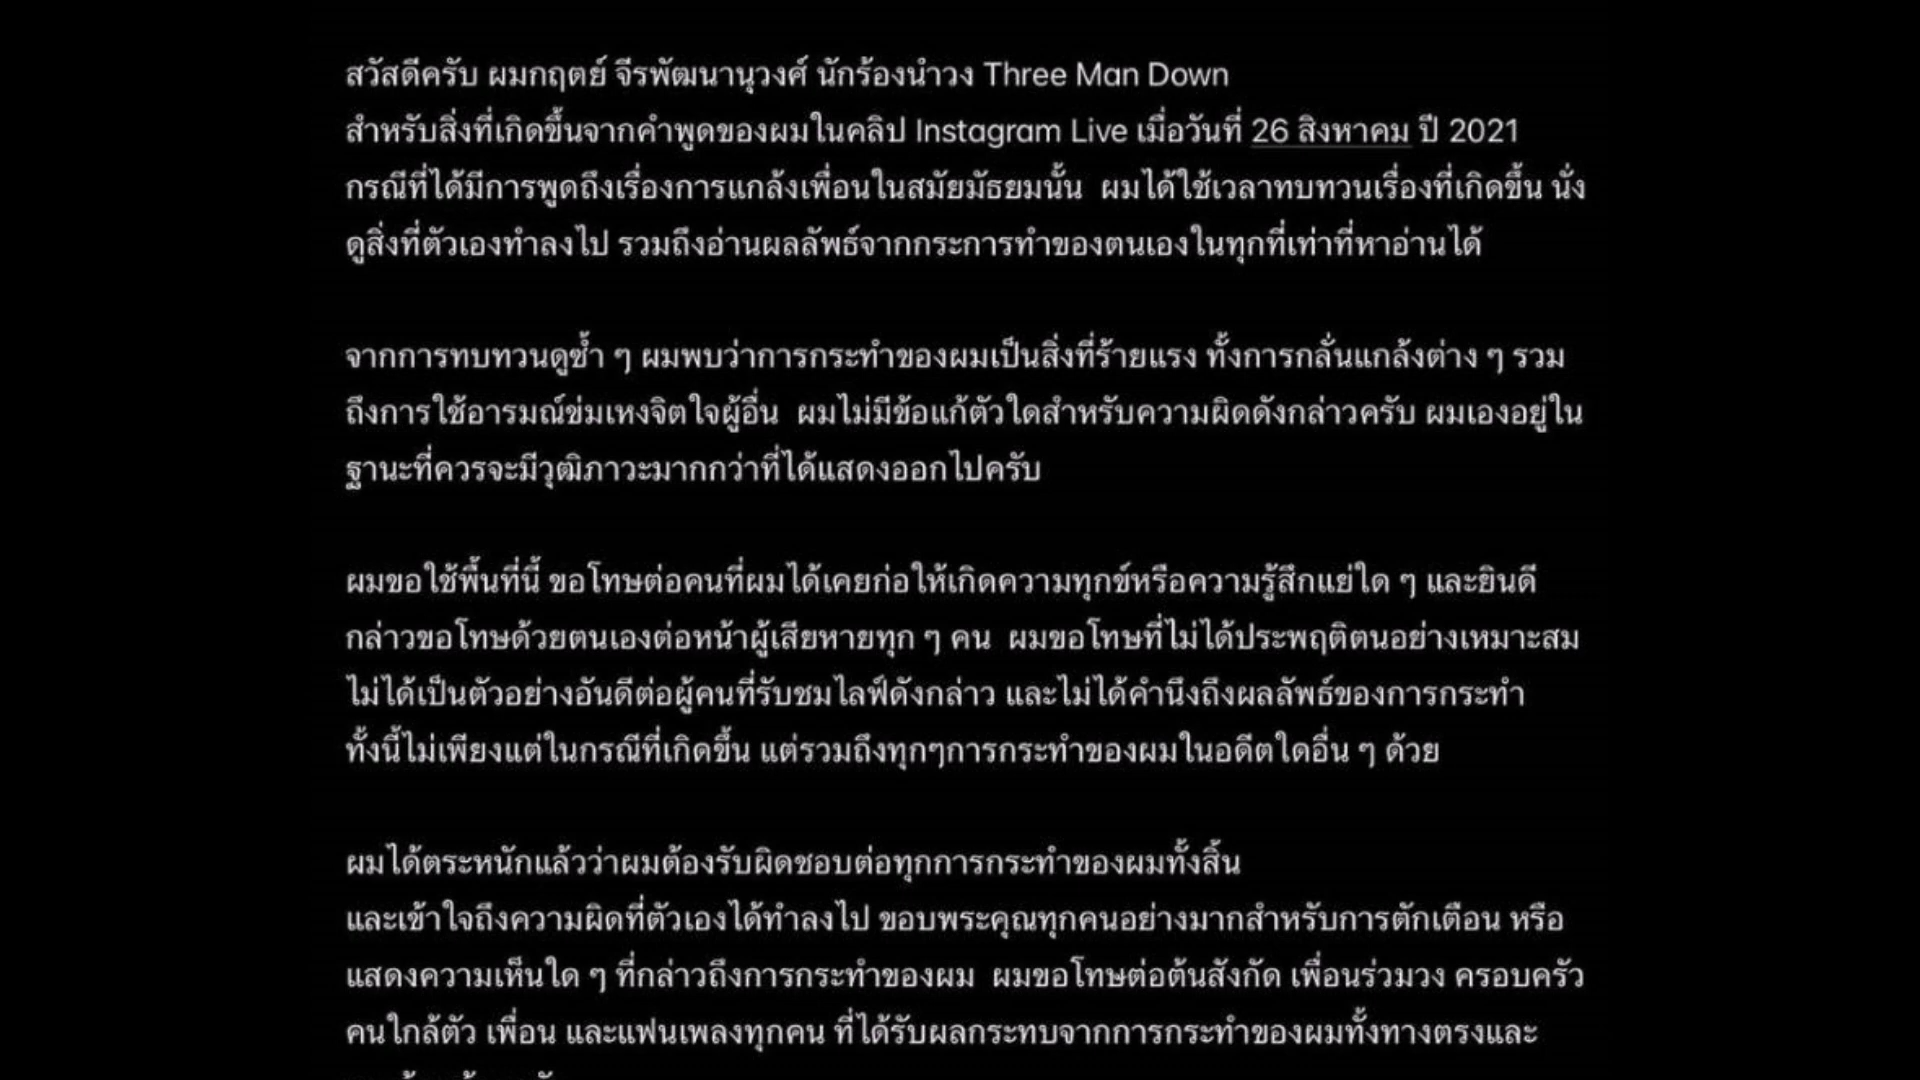 สวัสดีครับ ผมกฤตย์ จีรพัฒนานุวงศ์ นักร้องนำวง Three Man Down
สำหรับสิ่งที่เกิดขึ้นจากคำพูดของผมในคลิป Instagram Live เมื่อวันที่ 26 สิงหาคม ปี 2021
กรณีที่ได้มีการพูดถึงเรื่องการแกล้งเพื่อนในสมัยมัธยมนั้น ผมได้ใช้เวลาทบทวนเรื่องที่เกิดขึ้น นั่ง
ดูสิ่งที่ตัวเองทำลงไป รวมถึงอ่านผลลัพธ์จากกระการทำของตนเองในทุกที่เท่าที่หาอ่านได้
จากการทบทวนดูซ้ำ ๆ ผมพบว่าการกระทำของผมเป็นสิ่งที่ร้ายแรง ทั้งการกลั่นแกล้งต่าง ๆ รวม
ถึงการใช้อารมณ์ข่มเหงจิตใจผู้อื่น ผมไม่มีข้อแก้ตัวใดสำหรับความผิดดังกล่าวครับ ผมเองอยู่ใน
ฐานะที่ควรจะมีวุฒิภาวะมากกว่าที่ได้แสดงออกไปครับ
ผมขอใช้พื้นที่นี้ ขอโทษต่อคนที่ผมได้เคยก่อให้เกิดความทุกข์หรือความรู้สึกแย่ใด ๆ และยินดี
กล่าวขอโทษด้วยตนเองต่อหน้าผู้เสียหายทุก ๆ คน ผมขอโทษที่ไม่ได้ประพฤติตนอย่างเหมาะสม
ไม่ได้เป็นตัวอย่างอันดีต่อผู้คนที่รับชมไลฟ์ดังกล่าว และไม่ได้คำนึงถึงผลลัพธ์ของการกระทำ
ทั้งนี้ไม่เพียงแต่ในกรณีที่เกิดขึ้น แต่รวมถึงทุกๆการกระทำของผมในอดีตใดอื่น ๆ ด้วย
ผมได้ตระหนักแล้วว่าผมต้องรับผิดชอบต่อทุกการกระทำของผมทั้งสิ้น
และเข้าใจถึงความผิดที่ตัวเองได้ทำลงไป ขอบพระคุณทุกคนอย่างมากสำหรับการตักเตือน หรือ
แสดงความเห็นใด ๆ ที่กล่าวถึงการกระทำของผม ผมขอโทษต่อต้นสังกัด เพื่อนร่วมวง ครอบครัว
คนใกล้ตัว เพื่อน และแฟนเพลงทุกคน ที่ได้รับผลกระทบจากการกระทำของผมทั้งทางตรงและ